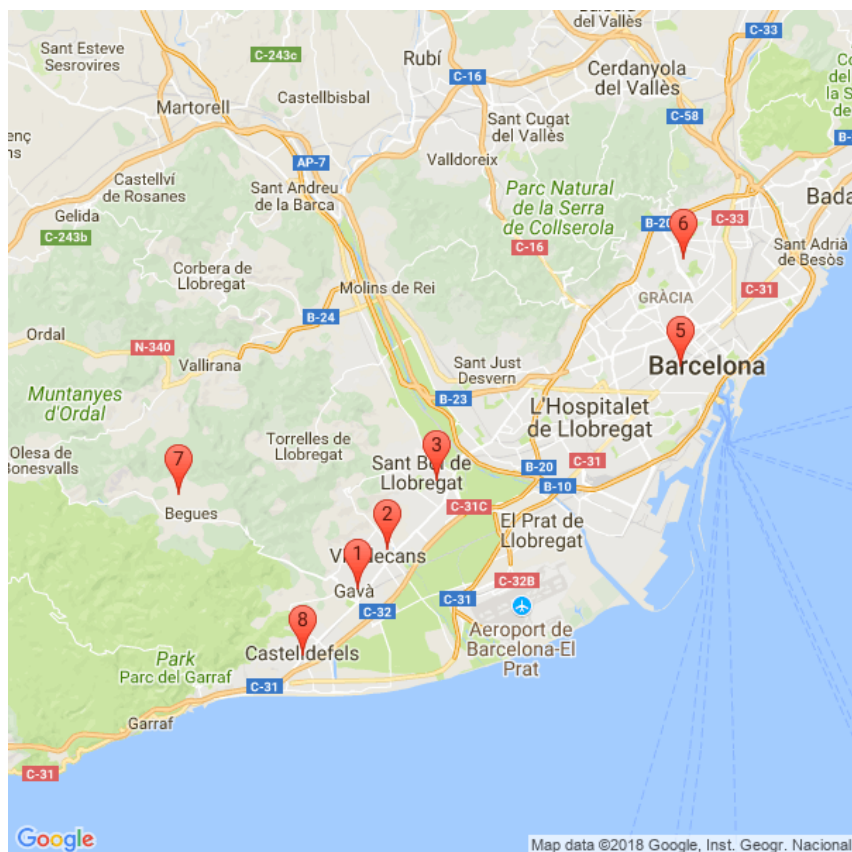 Sant Esteve
Sesrovires
C-243c
Rubí
del Vallès
C-33
C-16
Cerdanyola
del Vallès
Castellbisbal
Martorell
Sant Cugat
del Vallès
C-58
AP-7
Valldoreix
Castellví
de Rosanes
Sant Andreu
de la Barca
Parc Natural
de la Serra
de Collserola
Gelida
C-243b
B-20
6
C-33
C-16
Sant Adrià
de Besòs
Corbera de
Llobregat
Molins de Rei
C-31
GRÀCIA
B-24
Ordal
N-340
Vallirana
5
Barcelona
Sant Just
Desvern
Muntanyes
d'Ordal
B-23
L'Hospitalet
de Llobregat
Torrelles de
Llobregat
3
Olesa de
Bonesvalls
7
Sant Boi de
Llobregat
B-20
C-31
B-10
Begues
C-31C
2
El Prat de
Llobregat
1
Viladecans
Gavà
C-32B
C-32
C-31
8
Aeroport de
Barcelona-El
Prat
Castelldefels
Park
Parc del Garraf
C-31
Garraf
C-31
Google
Map data ©2018 Google, Inst. Geogr. Nacional